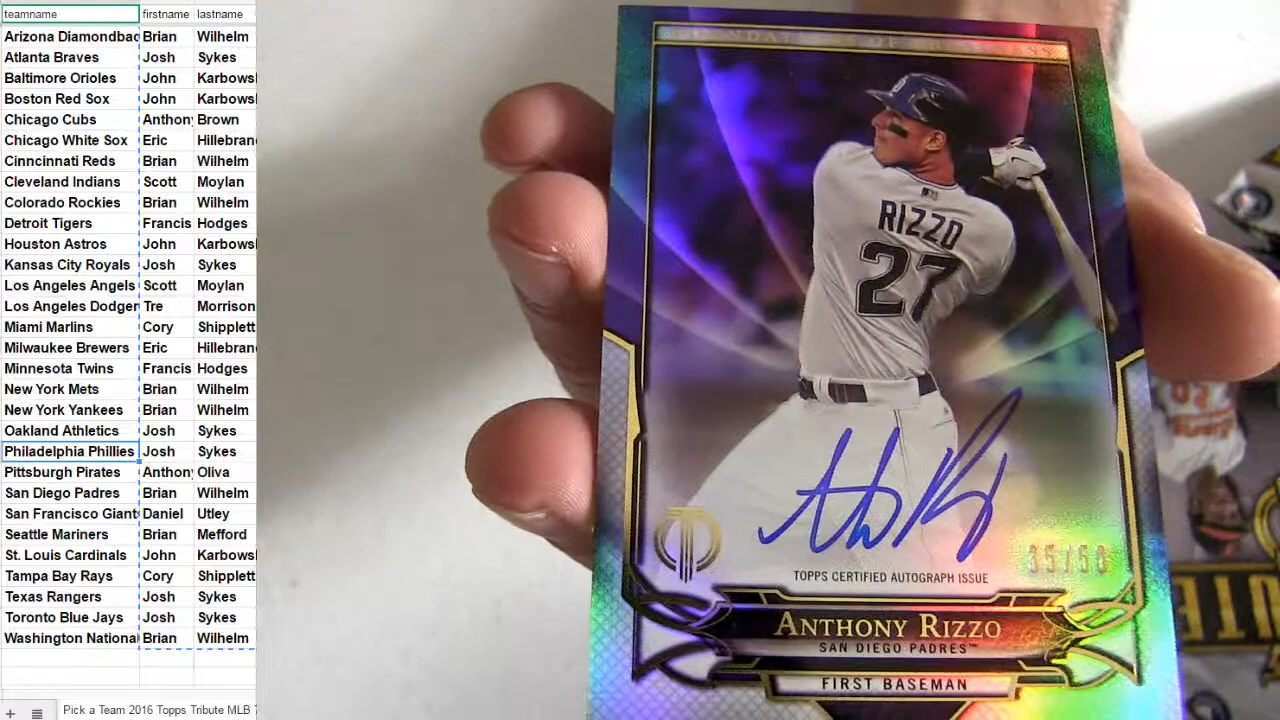 teamname firstname lastname
Arizona Diamondbac Brian Wilhelm
Atlanta Braves Josh Sykes
Baltimore Orioles John Karbows
Boston Red Sox John Karbows
Chicago Cubs Anthony Brown
Chicago White Sox Eric Hillebran
Cinncinnati Reds Brian Wilhelm
Cleveland Indians Scott Moylan
Colorado Rockies Brian Wilhelm
Detroit Tigers Francis Hodges
Houston Astros John Karbows
Kansas City Royals Josh Sykes
Los Angeles Angels Scott Moylan
Los Angeles Dodger Tre Morrison
Miami Marlins Cory Shipplett
Milwaukee Brewers Eric Hillebran
Minnesota Twins Francis Hodges
New York Mets Brian Wilhelm
New York Yankees Brian Wilhelm
Oakland Athletics Josh Sykes
Philadelphia Phillies Josh Sykes
Pittsburgh Pirates Anthony Oliva
San Diego Padres Brian Wilhelm
San Francisco Giant Daniel Utley
Seattle Mariners Brian Mefford
St. Louis Cardinals John Karbows
Tampa Bay Rays Cory Shipplett
Texas Rangers Josh Sykes
Toronto Blue Jays Josh Sykes
Washington Nationa Brian Wilhelm
Pick a Team 2016 Topps Tribute MLB
RIZZO
27
TOPPS CERTIFIED AUTOGRAPH ISSUE
35/50
ANTHONY RIZZO
SAN DIEGO PADRES™
FIRST BASEMAN